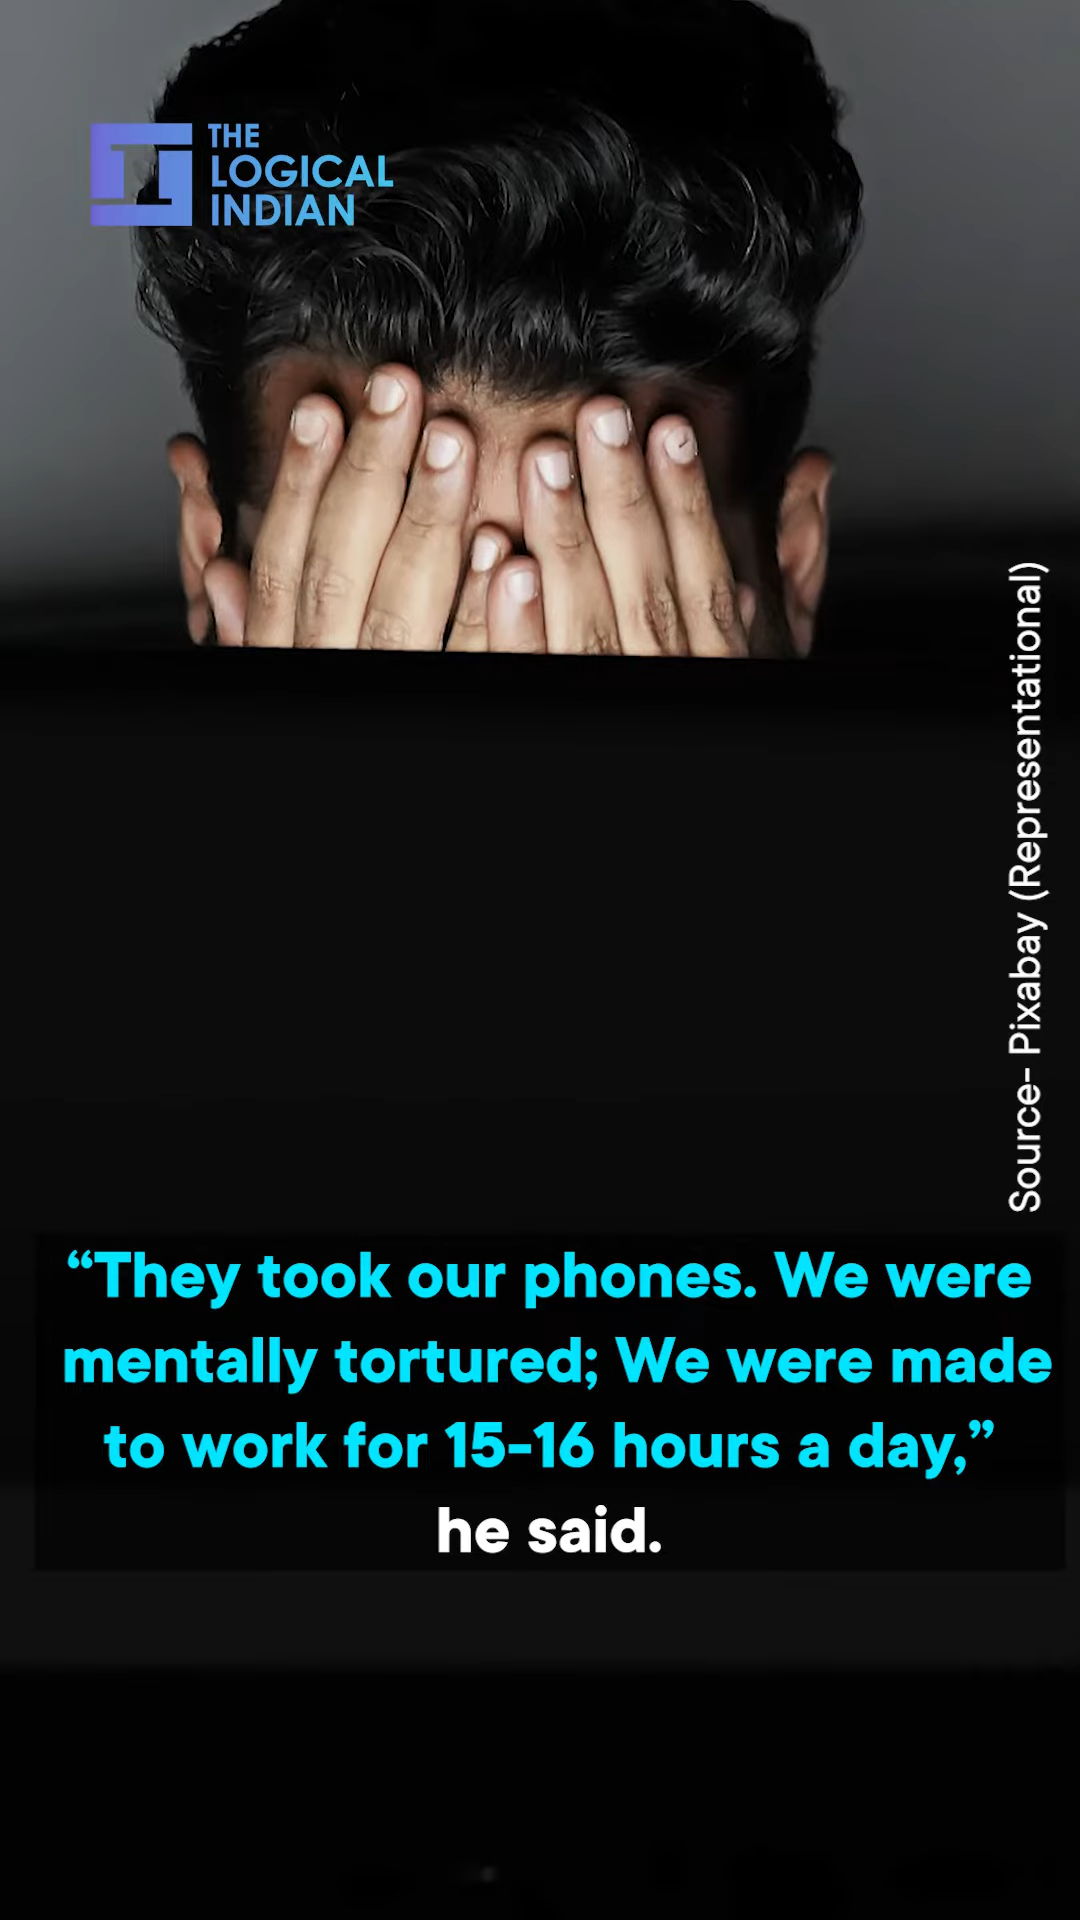 THE
LOGICAL
INDIAN
Source- Pixabay (Representational)
“They took our phones. We were
mentally tortured; We were made
to work for 15-16 hours a day,”
he said.